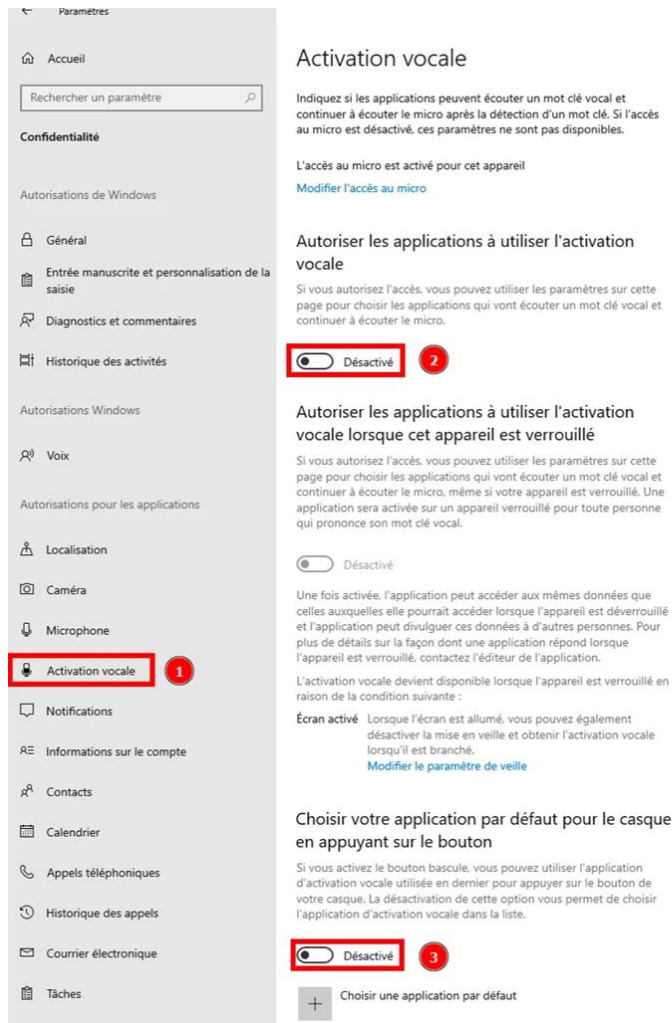 Paramètres
Accueil
Rechercher un paramètre
Confidentialité
Autorisations de Windows
Général
Entrée manuscrite et personnalisation de la
saisie
Diagnostics et commentaires
Historique des activités
Autorisations Windows
Voix
Autorisations pour les applications
Localisation
Caméra
Microphone
Activation vocale
1
Notifications
Informations sur le compte
Contacts
Calendrier
Appels téléphoniques
Historique des appels
Courrier électronique
Tâches
Activation vocale
Indiquez si les applications peuvent écouter un mot clé vocal et
continuer à écouter le micro après la détection d'un mot clé. Si l'accès
au micro est désactivé, ces paramètres ne sont pas disponibles.
L'accès au micro est activé pour cet appareil
Modifier l'accès au micro
Autoriser les applications à utiliser l'activation
vocale
Si vous autorisez l'accès, vous pouvez utiliser les paramètres sur cette
page pour choisir les applications qui vont écouter un mot clé vocal et
continuer à écouter le micro.
Désactivé
2
Autoriser les applications à utiliser l'activation
vocale lorsque cet appareil est verrouillé
Si vous autorisez l'accès, vous pouvez utiliser les paramètres sur cette
page pour choisir les applications qui vont écouter un mot clé vocal et
continuer à écouter le micro, même si votre appareil est verrouillé. Une
application sera activée sur un appareil verrouillé pour toute personne
qui prononce son mot clé vocal.
Désactivé
Une fois activée, l'application peut accéder aux mêmes données que
celles auxquelles elle pourrait accéder lorsque l'appareil est déverrouillé
et l'application peut divulguer ces données à d'autres personnes. Pour
plus de détails sur la façon dont une application répond lorsque
l'appareil est verrouillé, contactez l'éditeur de l'application.
L'activation vocale devient disponible lorsque l'appareil est verrouillé en
raison de la condition suivante :
Écran activé Lorsque l'écran est allumé, vous pouvez également
désactiver la mise en veille et obtenir l'activation vocale
lorsqu'il est branché.
Modifier le paramètre de veille
Choisir votre application par défaut pour le casque
en appuyant sur le bouton
Si vous activez le bouton bascule, vous pouvez utiliser l'application
d'activation vocale utilisée en dernier pour appuyer sur le bouton de
votre casque. La désactivation de cette option vous permet de choisir
l'application d'activation vocale dans la liste.
Désactivé
3
Choisir une application par défaut